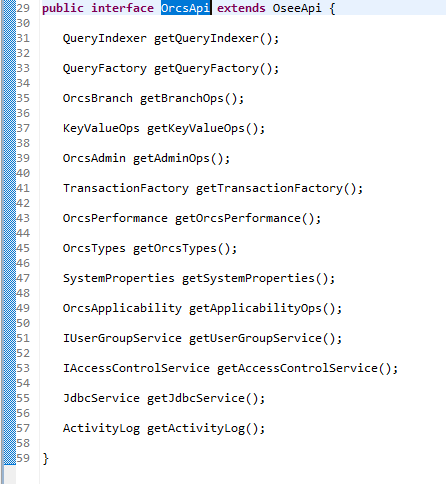 29 public interface OrcsApi extends OseeApi {
30
31 QueryIndexer getQueryIndexer();
32
33 QueryFactory getQueryFactory();
34
35 OrcsBranch getBranchOps();
36
37 KeyValueOps getKeyValueOps();
38
39 OrcsAdmin getAdminOps();
40
41 TransactionFactory getTransactionFactory();
42
43 OrcsPerformance getOrcsPerformance();
44
45 OrcsTypes getOrcsTypes();
46
47 SystemProperties getSystemProperties();
48
49 OrcsApplicability getApplicabilityOps();
50
51 IUserGroupService getUserGroupService();
52
53 IAccessControlService getAccessControlService();
54
55 JdbcService getJdbcService();
56
57 ActivityLog getActivityLog();
58
59 }